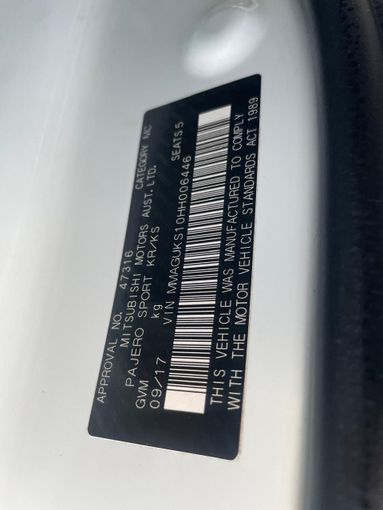 APPROVAL NO. 47316 CATEGORY MC
MITSUBISHI MOTORS AUST. LTD.
PAJERO SPORT KR/KS SEATS 5
GVM kg
09/17 VIN MMAGUKS10HH006446
THIS VEHICLE WAS MANUFACTURED TO COMPLY
WITH THE MOTOR VEHICLE STANDARDS ACT 1989